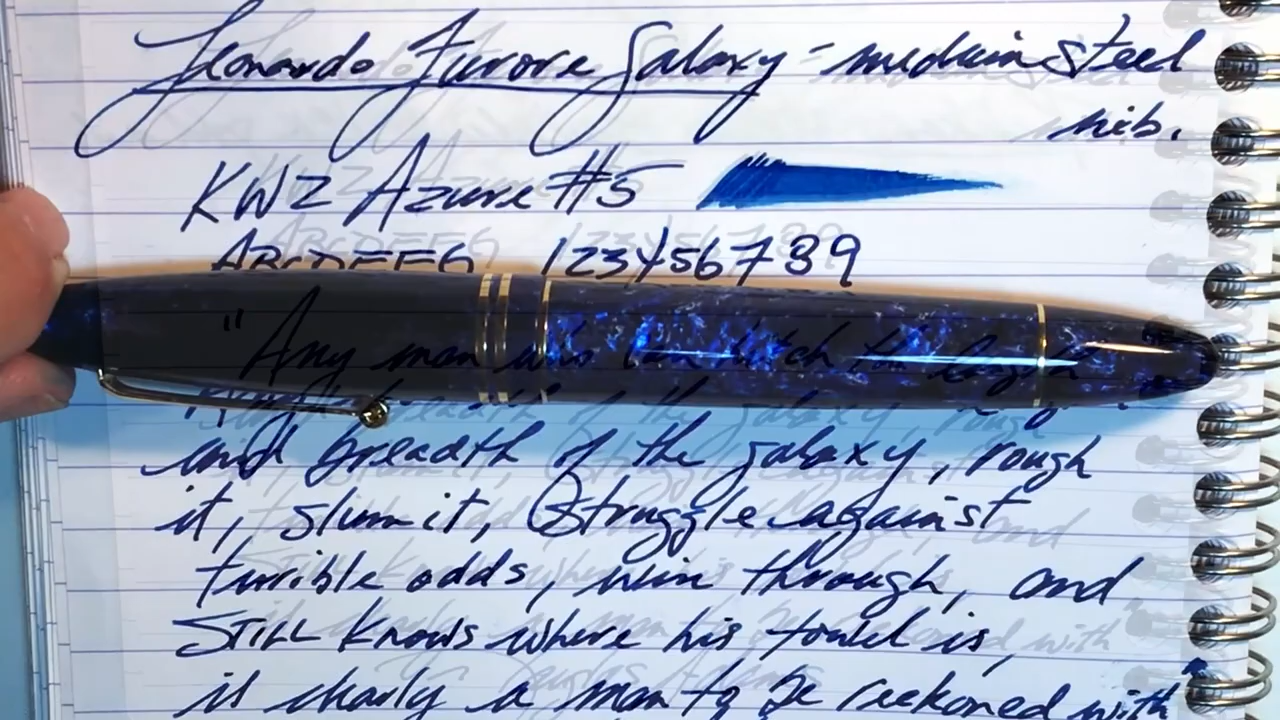 Leonardo Furore Galaxy - medium steel
nib.
KWZ Azure #5
ABCDEFG 123456789
"Any man who can hitch the length
and breadth of the galaxy, rough
it, slum it, struggle against
terrible odds, win through, and
STILL knows where his towel is,
is clearly a man to be reckoned with"